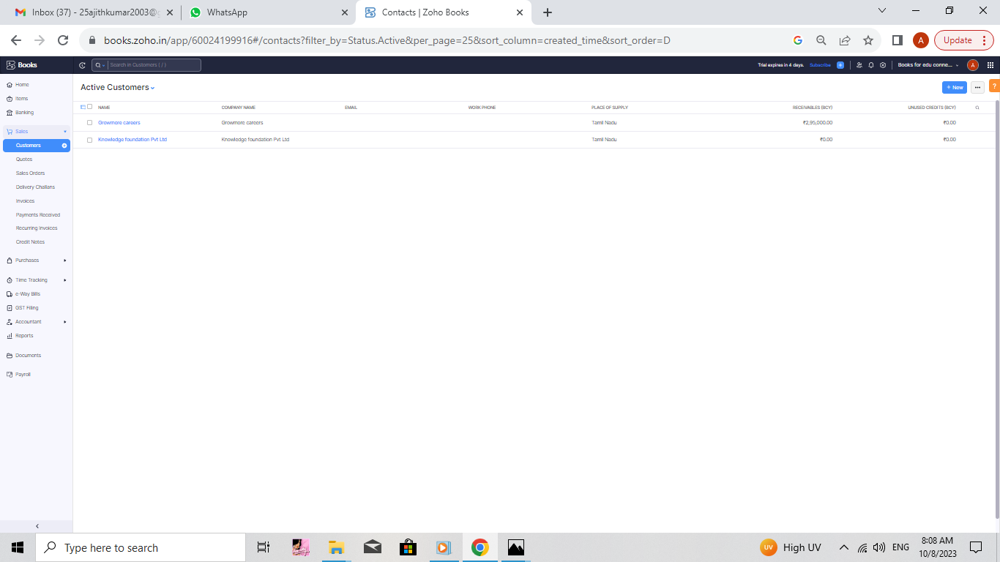 Inbox (37) - 25ajithkumar2003@g
WhatsApp
Contacts | Zoho Books
books.zoho.in/app/60024199916#/contacts?filter_by=Status.Active&per_page=25&sort_column=created_time&sort_order=D
A
Update
Books
Search in Customers ( / )
Trial expires in 4 days.
Subscribe
Books for edu conne...
A
Home
Items
Banking
Sales
Customers
Quotes
Sales Orders
Delivery Challans
Invoices
Payments Received
Recurring Invoices
Credit Notes
Purchases
Time Tracking
e-Way Bills
GST Filing
Accountant
Reports
Documents
Payroll
Active Customers
+ New
?
NAME COMPANY NAME EMAIL WORK PHONE PLACE OF SUPPLY RECEIVABLES (BCY) UNUSED CREDITS (BCY)
Growmore careers Growmore careers Tamil Nadu ₹2,95,000.00 ₹0.00
Knowledge foundation Pvt Ltd Knowledge foundation Pvt Ltd Tamil Nadu ₹0.00 ₹0.00
Type here to search
UV
High UV
ENG
8:08 AM
10/8/2023